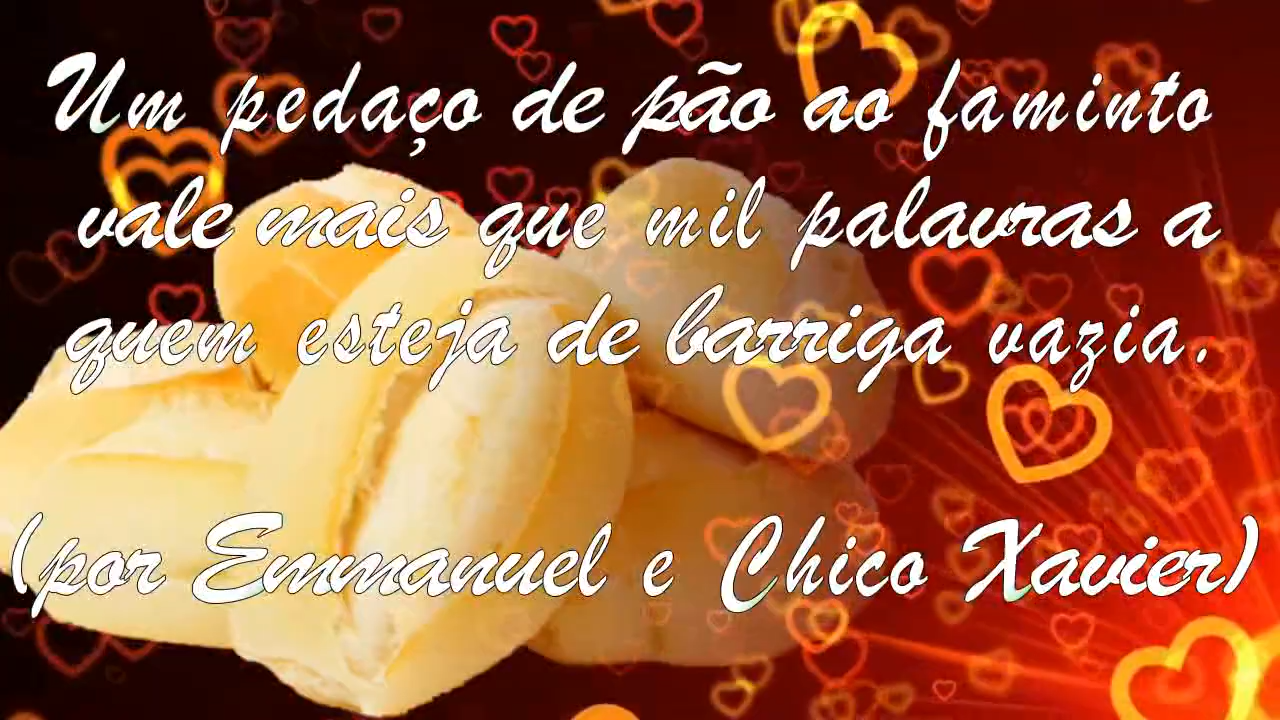 Um pedaço de pão ao faminto
vale mais que mil palavras a
quem esteja de barriga vazia.
(por Emmanuel e Chico Xavier)